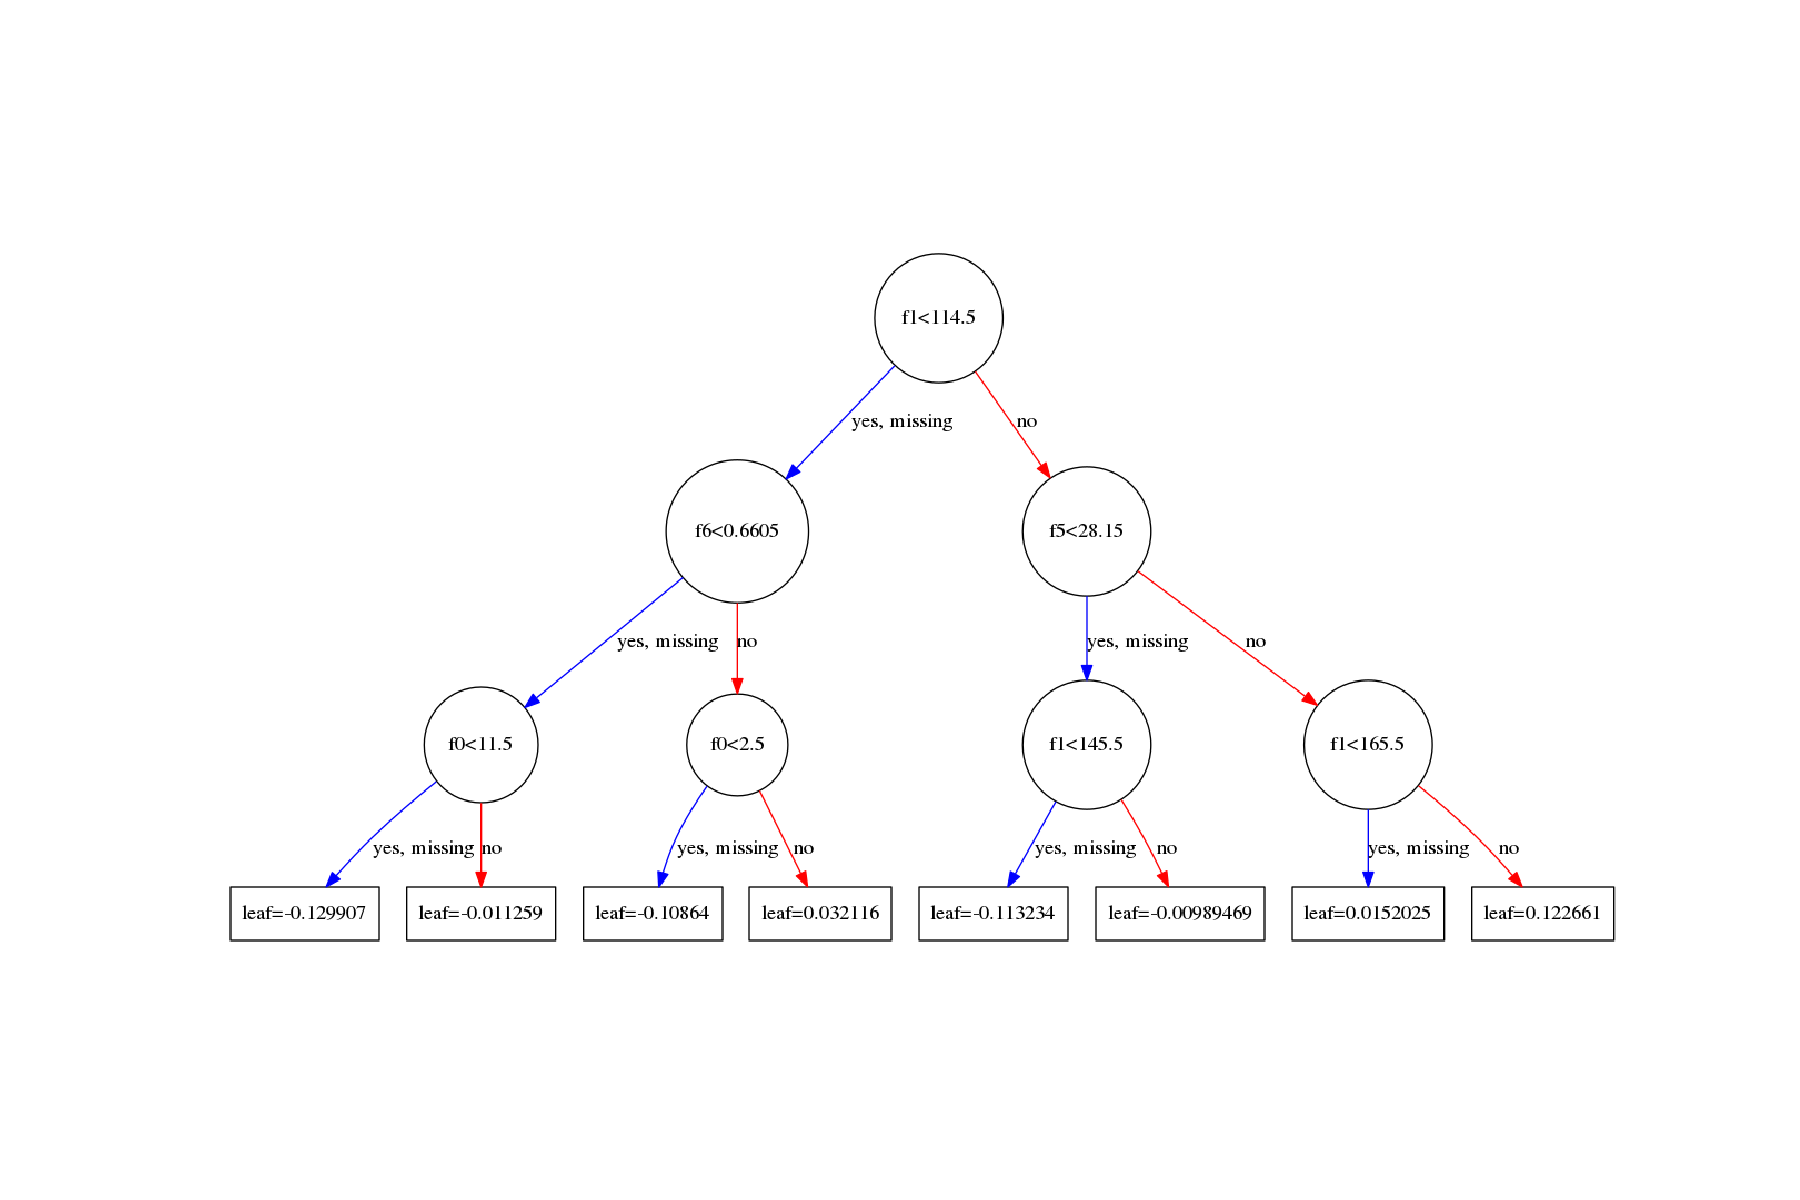 f1<114.5
yes, missing
no
f6<0.6605
f5<28.15
yes, missing
no
yes, missing
no
f0<11.5
f0<2.5
f1<145.5
f1<165.5
yes, missing
no
yes, missing
no
yes, missing
no
yes, missing
no
leaf=-0.129907
leaf=-0.011259
leaf=-0.10864
leaf=0.032116
leaf=-0.113234
leaf=-0.00989469
leaf=0.0152025
leaf=0.122661